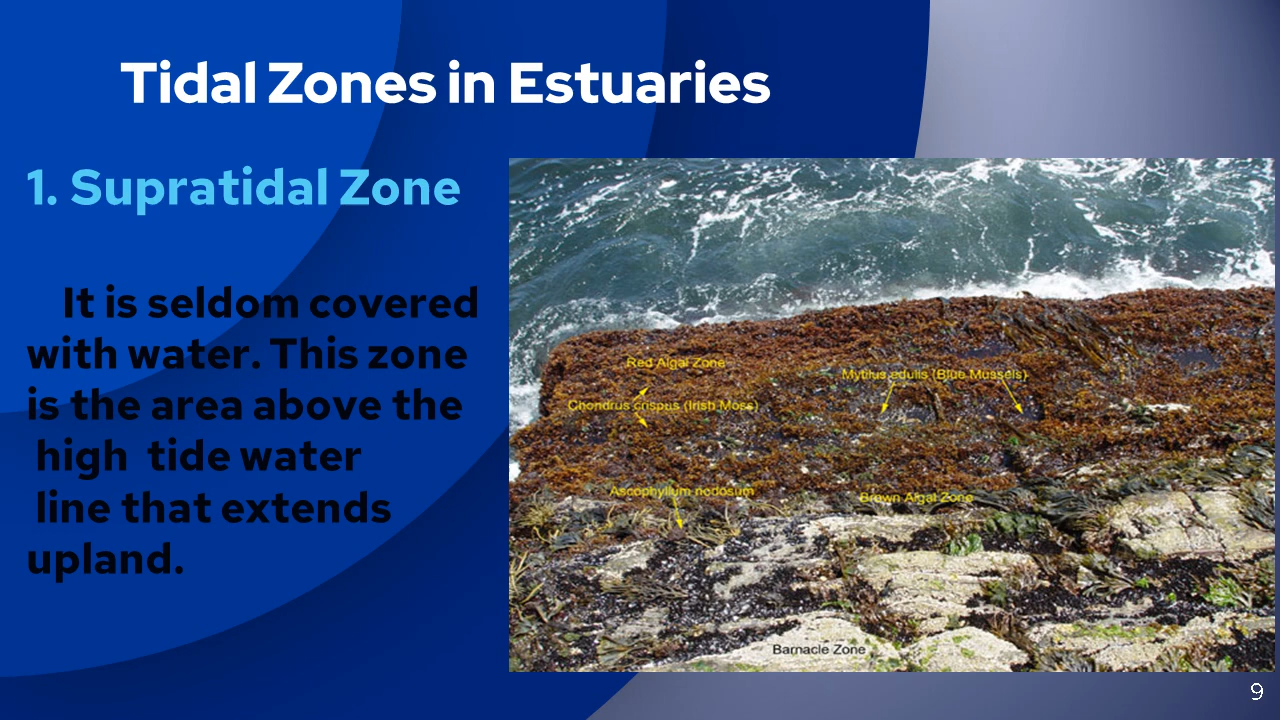 Tidal Zones in Estuaries
1. Supratidal Zone
It is seldom covered
with water. This zone
is the area above the
high tide water
line that extends
upland.
Red Algal Zone
Mytilus edulis (Blue Mussels)
Chondrus crispus (Irish Moss)
Ascophyllum nodosum
Brown Algal Zone
Barnacle Zone
9